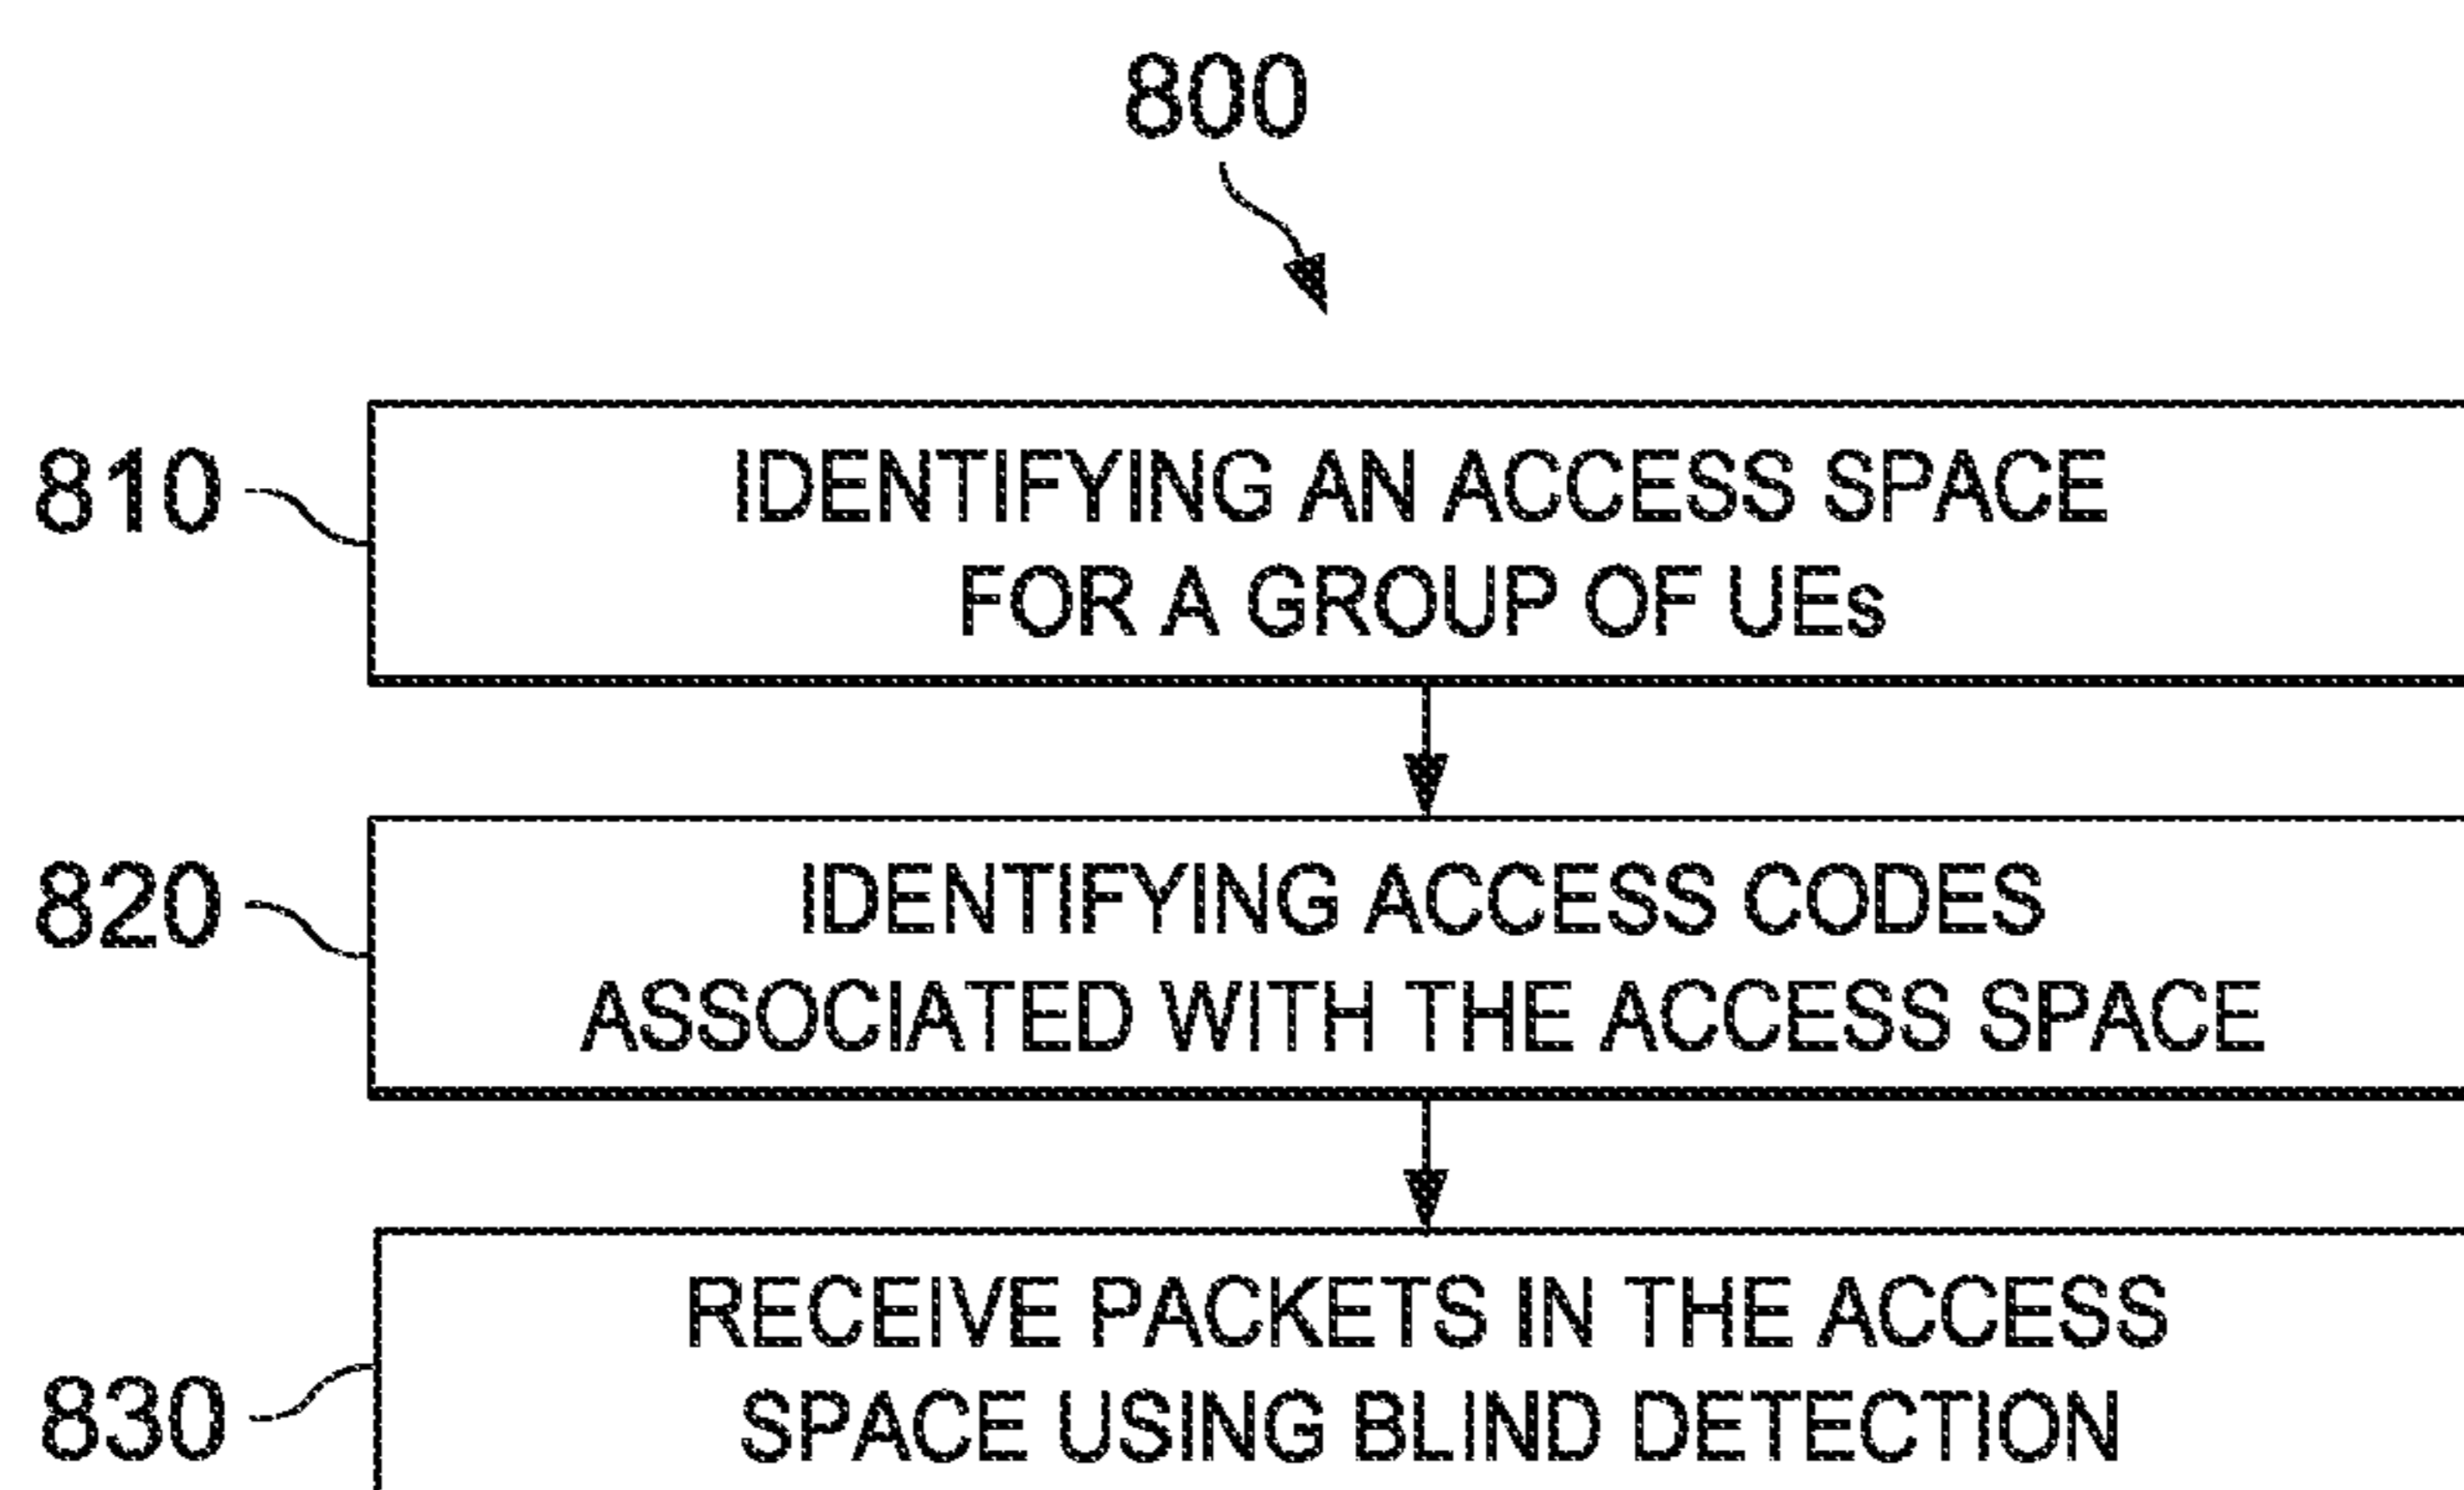 800
810
IDENTIFYING AN ACCESS SPACE
FOR A GROUP OF UEs
820
IDENTIFYING ACCESS CODES
ASSOCIATED WITH THE ACCESS SPACE
830
RECEIVE PACKETS IN THE ACCESS
SPACE USING BLIND DETECTION